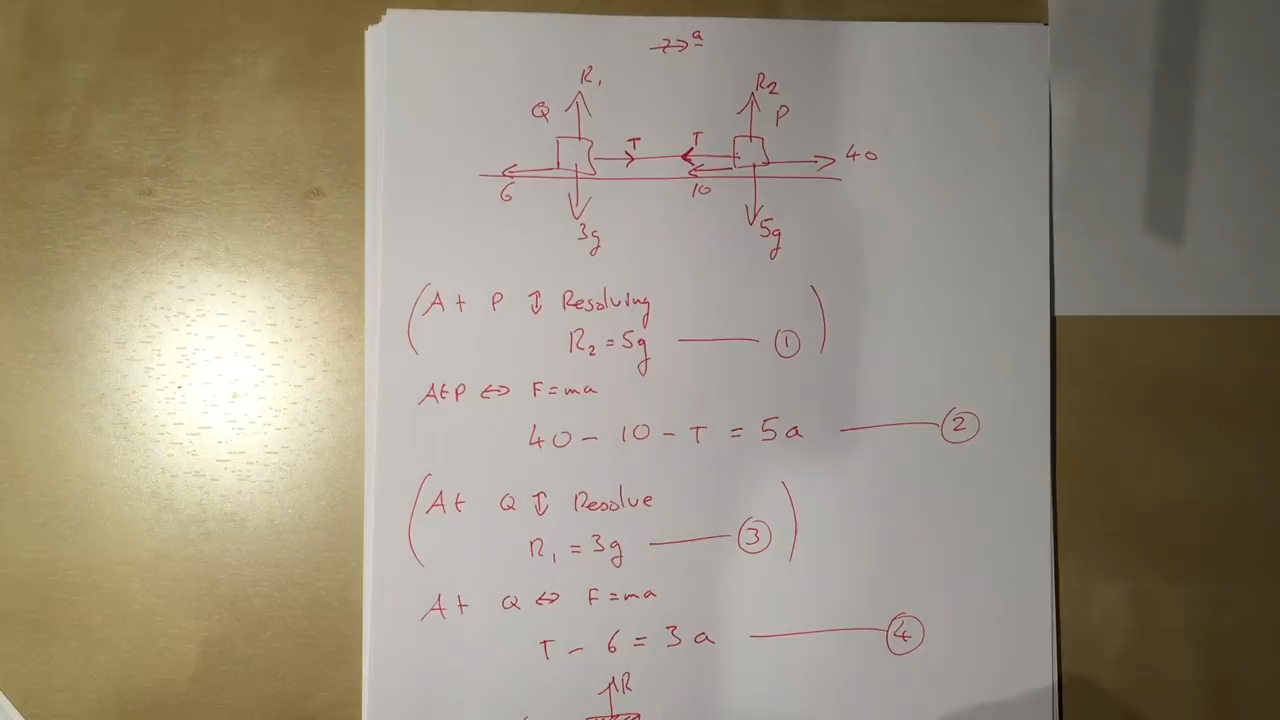 a
R₁ R₂
Q P
T T 40
6 10
3g 5g
(At P ↕ Resolving
R₂ = 5g ——— ①)
At P ↔ F = ma
40 - 10 - T = 5a ——— ②
(At Q ↕ Resolve
R₁ = 3g ——— ③)
At Q ↔ F = ma
T - 6 = 3a ——— ④
R